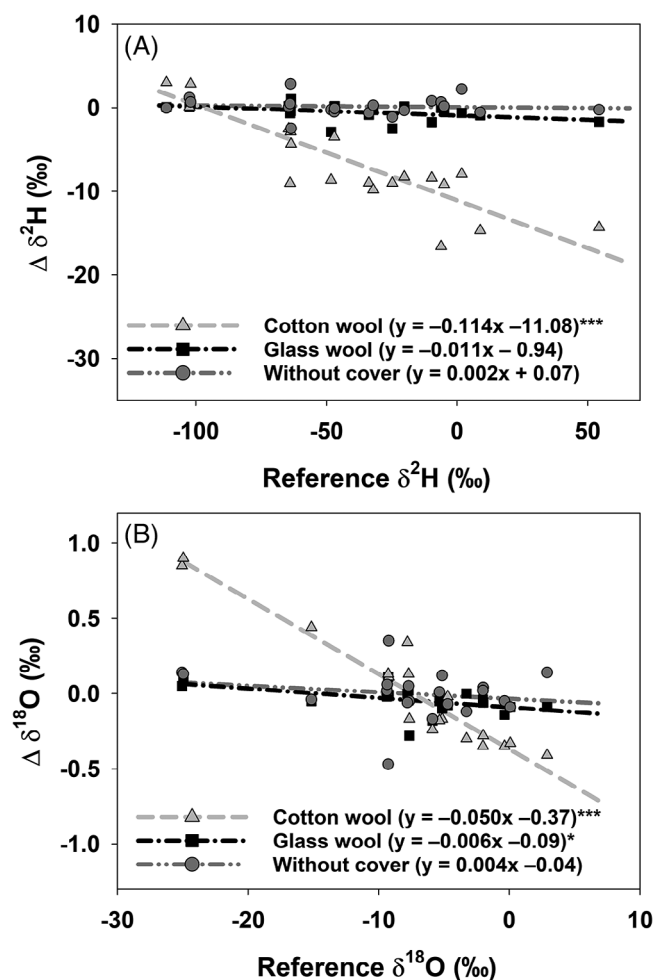 (A)
10
0
-10
-20
-30
Δ δ²H (‰)
Cotton wool (y = –0.114x –11.08)***
Glass wool (y = –0.011x – 0.94)
Without cover (y = 0.002x + 0.07)
-100 -50 0 50
Reference δ²H (‰)
(B)
1.0
0.5
0.0
-0.5
-1.0
Δ δ¹⁸O (‰)
Cotton wool (y = –0.050x –0.37)***
Glass wool (y = –0.006x –0.09)*
Without cover (y = 0.004x –0.04)
-30 -20 -10 0 10
Reference δ¹⁸O (‰)